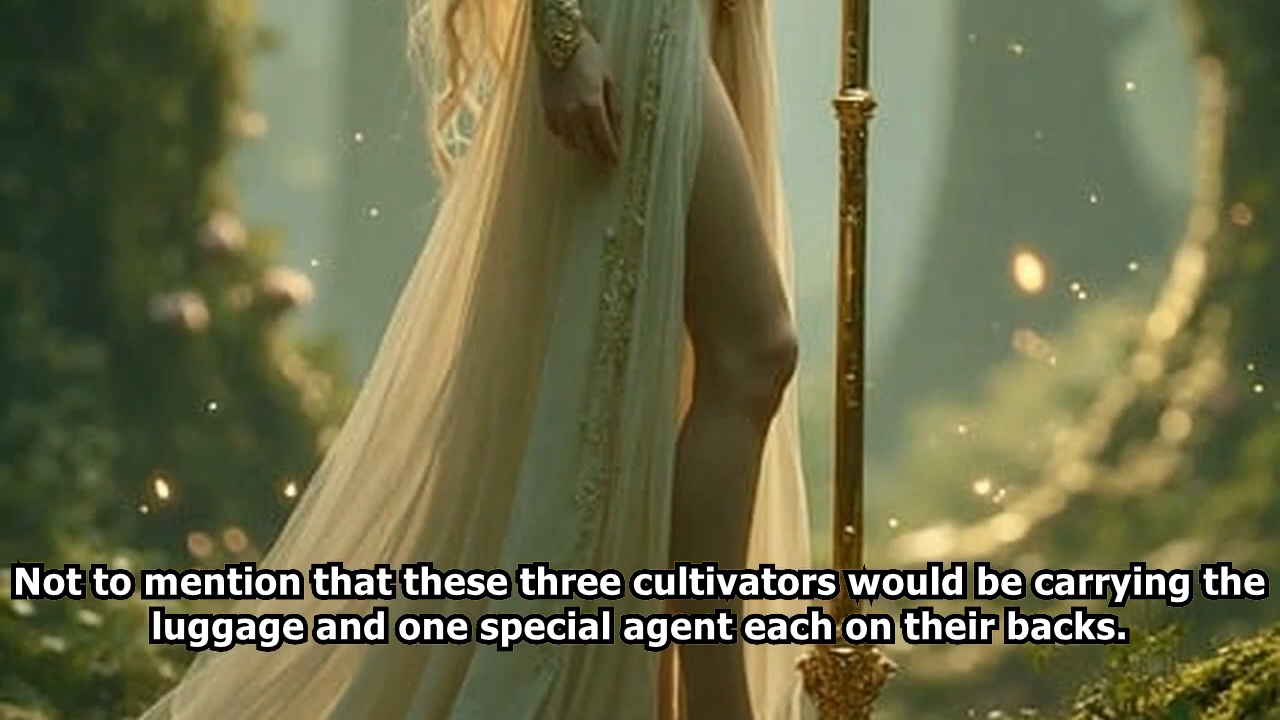 Not to mention that these three cultivators would be carrying the
luggage and one special agent each on their backs.